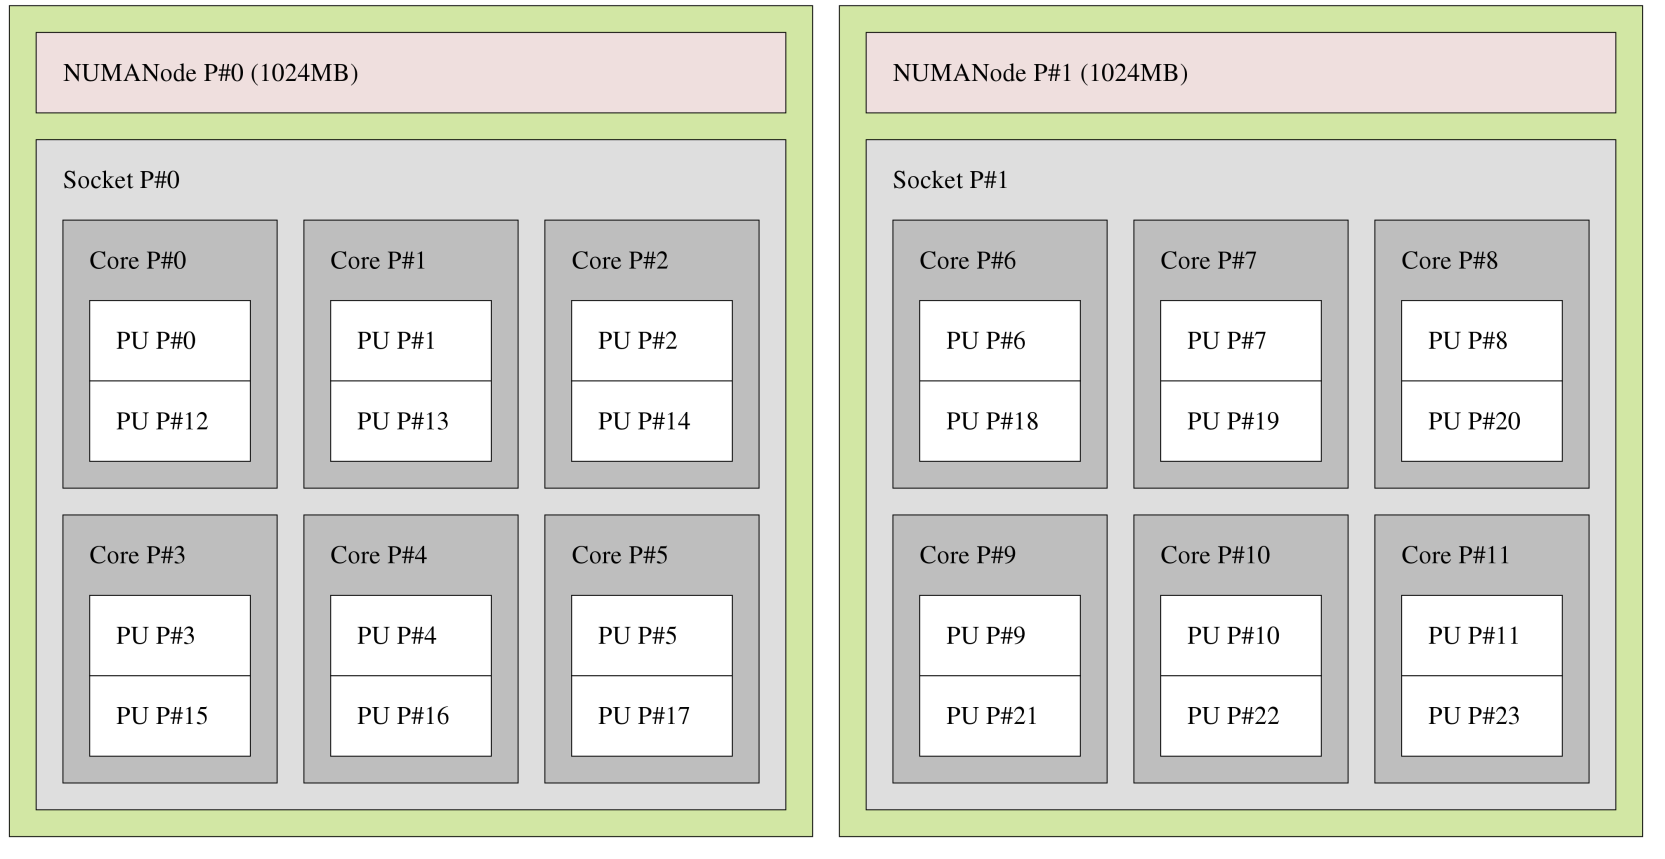 NUMANode P#0 (1024MB)
Socket P#0
Core P#0
PU P#0
PU P#12
Core P#1
PU P#1
PU P#13
Core P#2
PU P#2
PU P#14
Core P#3
PU P#3
PU P#15
Core P#4
PU P#4
PU P#16
Core P#5
PU P#5
PU P#17
NUMANode P#1 (1024MB)
Socket P#1
Core P#6
PU P#6
PU P#18
Core P#7
PU P#7
PU P#19
Core P#8
PU P#8
PU P#20
Core P#9
PU P#9
PU P#21
Core P#10
PU P#10
PU P#22
Core P#11
PU P#11
PU P#23